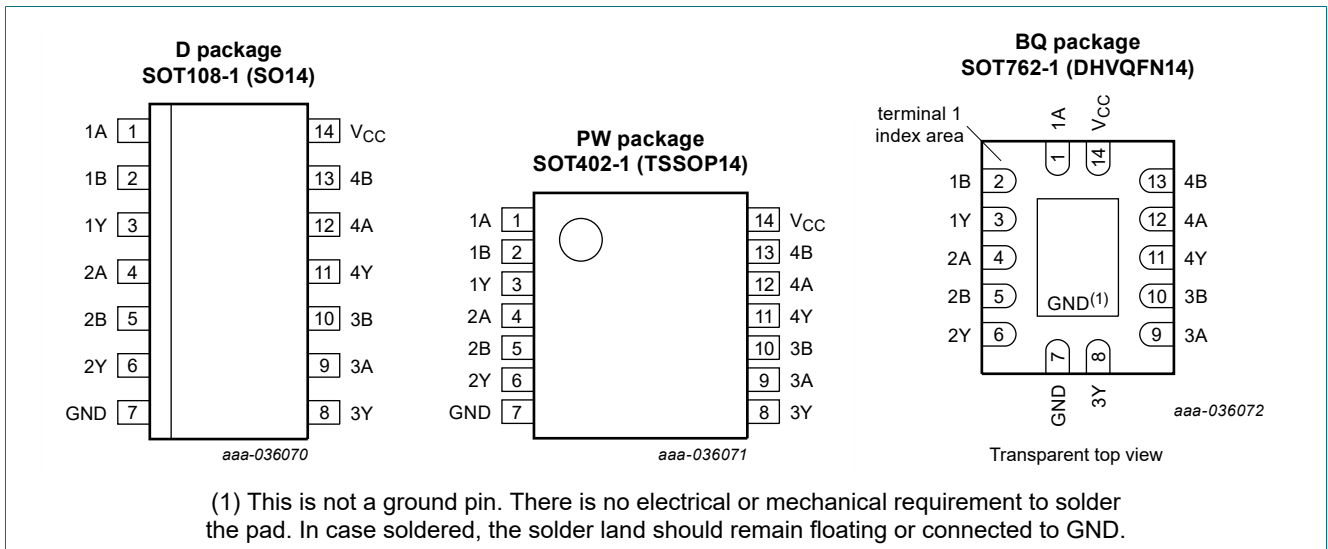 D package
SOT108-1 (SO14)
1A 1
14 VCC
1B 2
13 4B
1Y 3
12 4A
2A 4
11 4Y
2B 5
10 3B
2Y 6
9 3A
GND 7
8 3Y
aaa-036070
PW package
SOT402-1 (TSSOP14)
1A 1
14 VCC
1B 2
13 4B
1Y 3
12 4A
2A 4
11 4Y
2B 5
10 3B
2Y 6
9 3A
GND 7
8 3Y
aaa-036071
BQ package
SOT762-1 (DHVQFN14)
terminal 1
index area
1A
VCC
1
14
1B 2
13 4B
1Y 3
12 4A
2A 4
11 4Y
2B 5
10 3B
GND(1)
2Y 6
9 3A
7
8
GND
3Y
aaa-036072
Transparent top view
(1) This is not a ground pin. There is no electrical or mechanical requirement to solder
the pad. In case soldered, the solder land should remain floating or connected to GND.